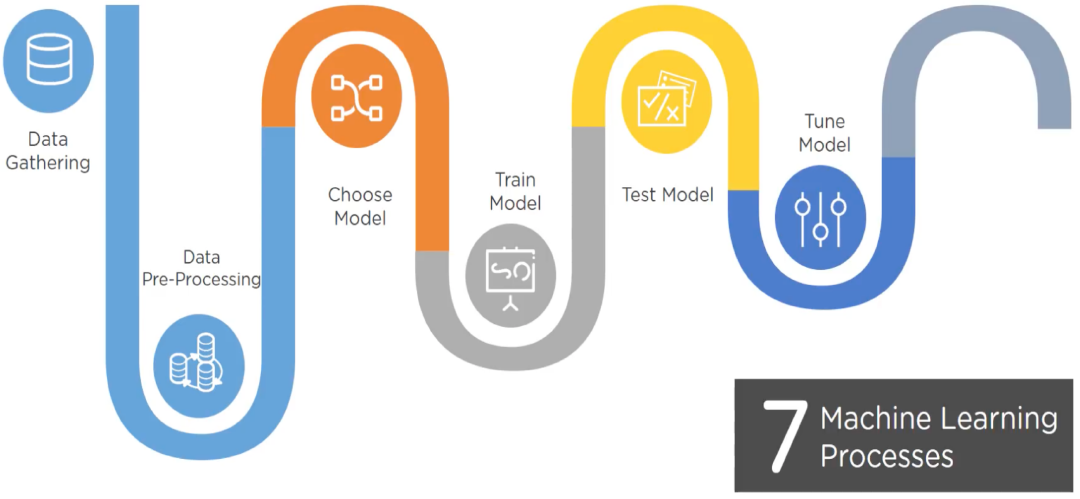 Data
Gathering
Data
Pre-Processing
Choose
Model
Train
Model
Test Model
Tune
Model
7 Machine Learning
Processes